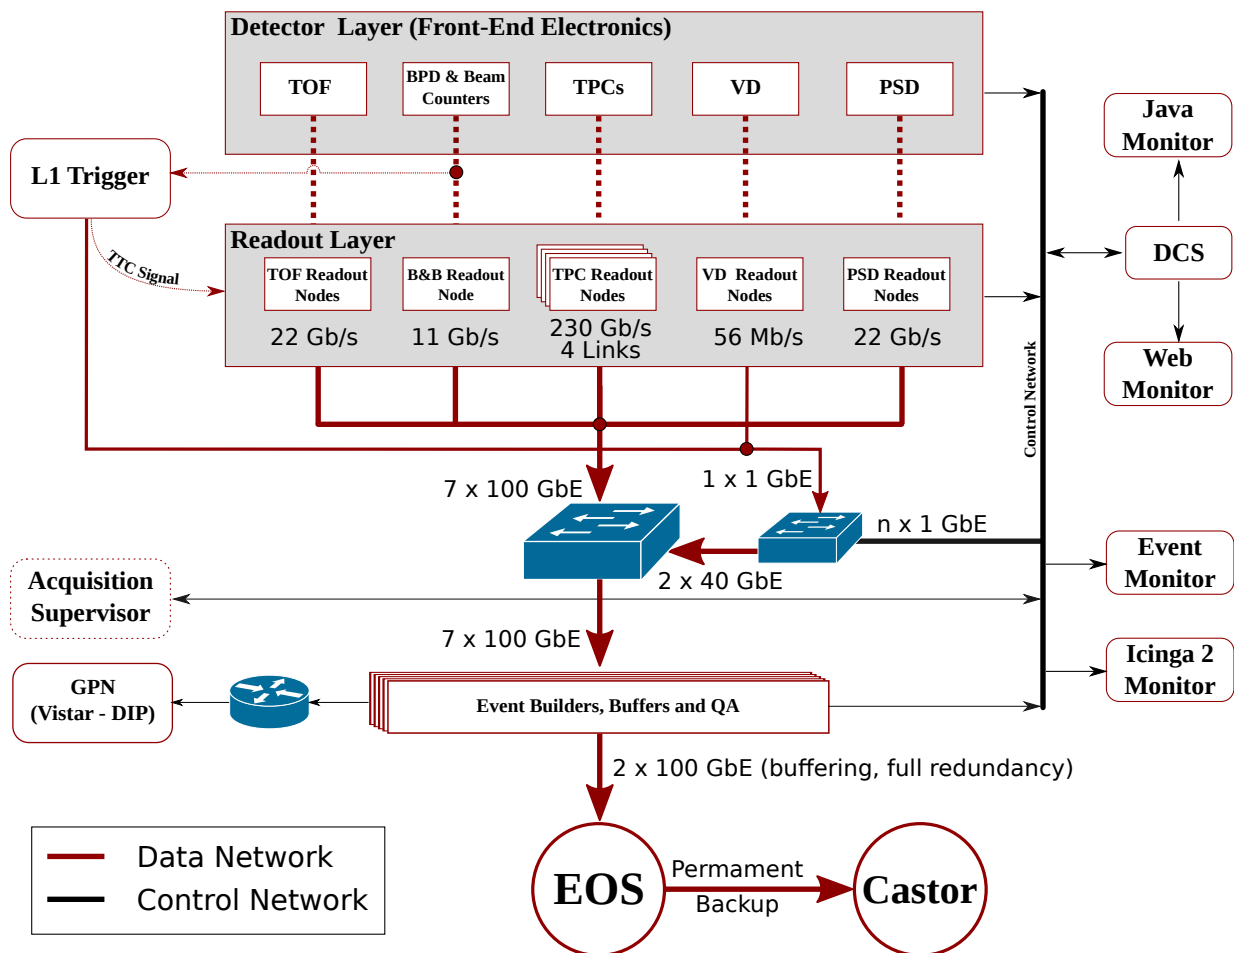 Detector Layer (Front-End Electronics)
TOF
BPD & Beam
Counters
TPCs
VD
PSD
Java
Monitor
L1 Trigger
TTC Signal
Readout Layer
TOF Readout
Nodes
22 Gb/s
B&B Readout
Node
11 Gb/s
TPC Readout
Nodes
230 Gb/s
4 Links
VD Readout
Nodes
56 Mb/s
PSD Readout
Nodes
22 Gb/s
DCS
Web
Monitor
Control Network
7 x 100 GbE
1 x 1 GbE
n x 1 GbE
2 x 40 GbE
Event
Monitor
Acquisition
Supervisor
7 x 100 GbE
Icinga 2
Monitor
GPN
(Vistar - DIP)
Event Builders, Buffers and QA
2 x 100 GbE (buffering, full redundancy)
Data Network
Control Network
EOS
Permament
Backup
Castor